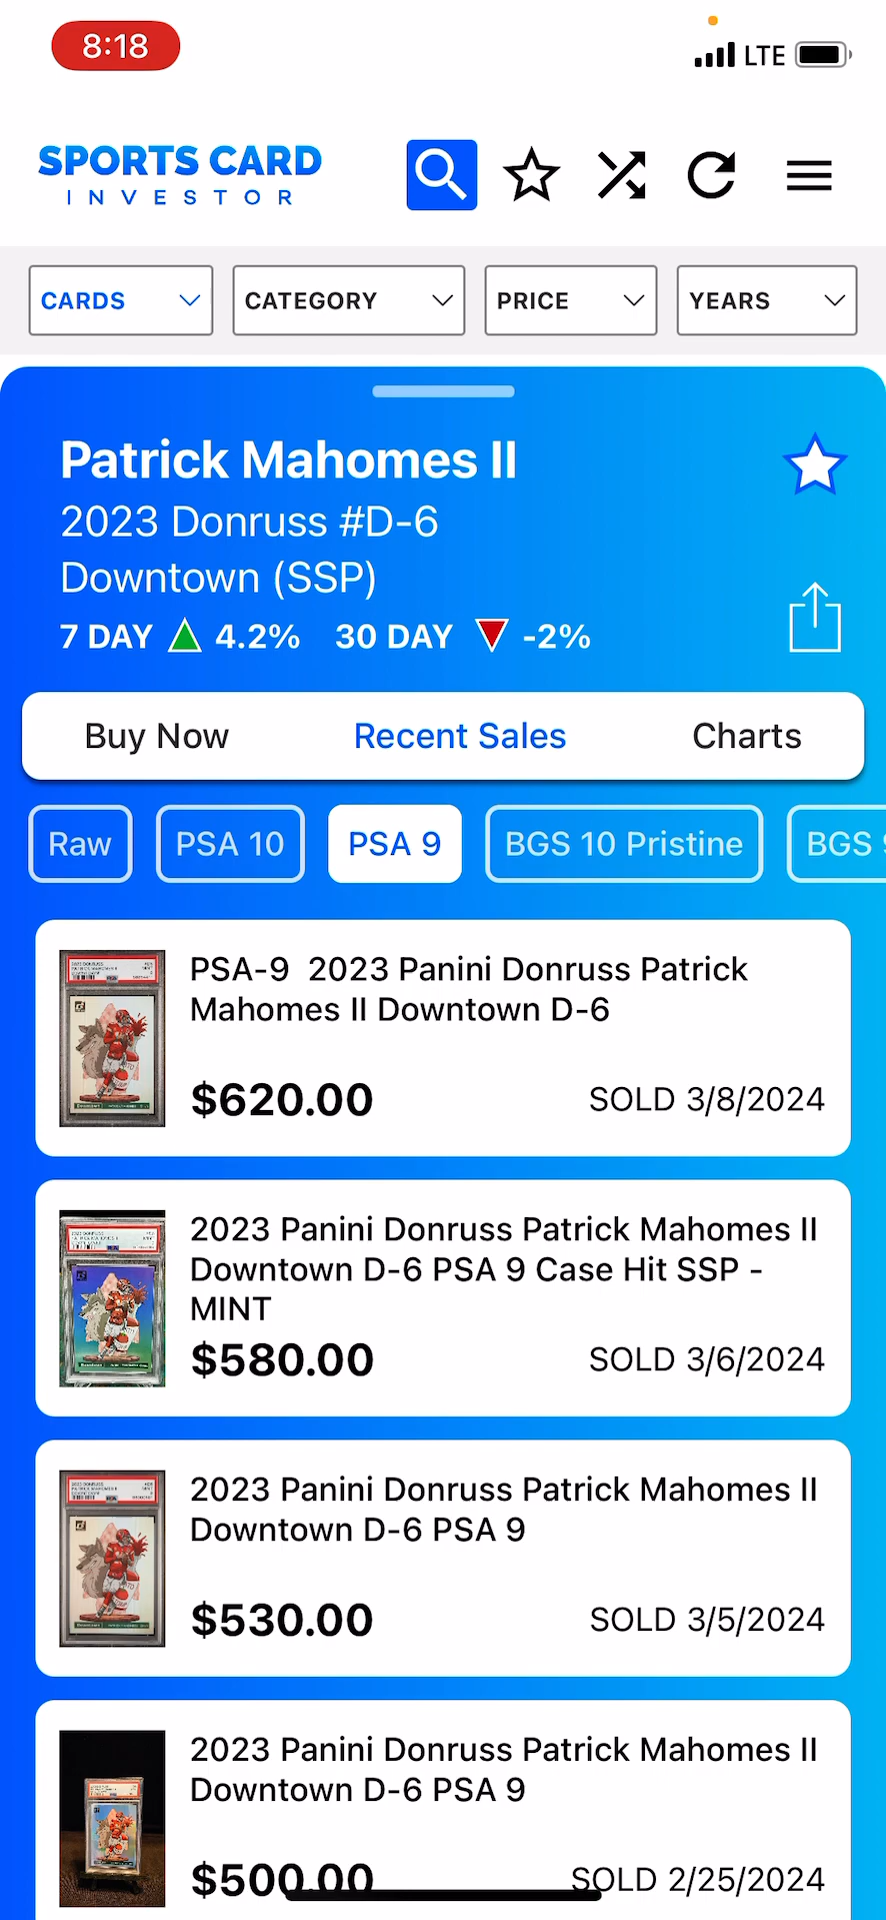 8:18
LTE
SPORTS CARD
INVESTOR
CARDS
CATEGORY
PRICE
YEARS
Patrick Mahomes II
2023 Donruss #D-6
Downtown (SSP)
7 DAY 4.2% 30 DAY -2%
Buy Now
Recent Sales
Charts
Raw
PSA 10
PSA 9
BGS 10 Pristine
BGS
PSA-9 2023 Panini Donruss Patrick
Mahomes II Downtown D-6
$620.00
SOLD 3/8/2024
2023 Panini Donruss Patrick Mahomes II
Downtown D-6 PSA 9 Case Hit SSP -
MINT
$580.00
SOLD 3/6/2024
2023 Panini Donruss Patrick Mahomes II
Downtown D-6 PSA 9
$530.00
SOLD 3/5/2024
2023 Panini Donruss Patrick Mahomes II
Downtown D-6 PSA 9
$500.00
SOLD 2/25/2024